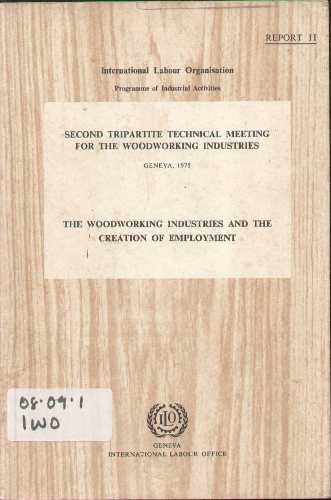 REPORT II
International Labour Organisation
Programme of Industrial Activities
SECOND TRIPARTITE TECHNICAL MEETING
FOR THE WOODWORKING INDUSTRIES
GENEVA, 1975
THE WOODWORKING INDUSTRIES AND THE
CREATION OF EMPLOYMENT
08·09·1
IWO
ILO
GENEVA
INTERNATIONAL LABOUR OFFICE